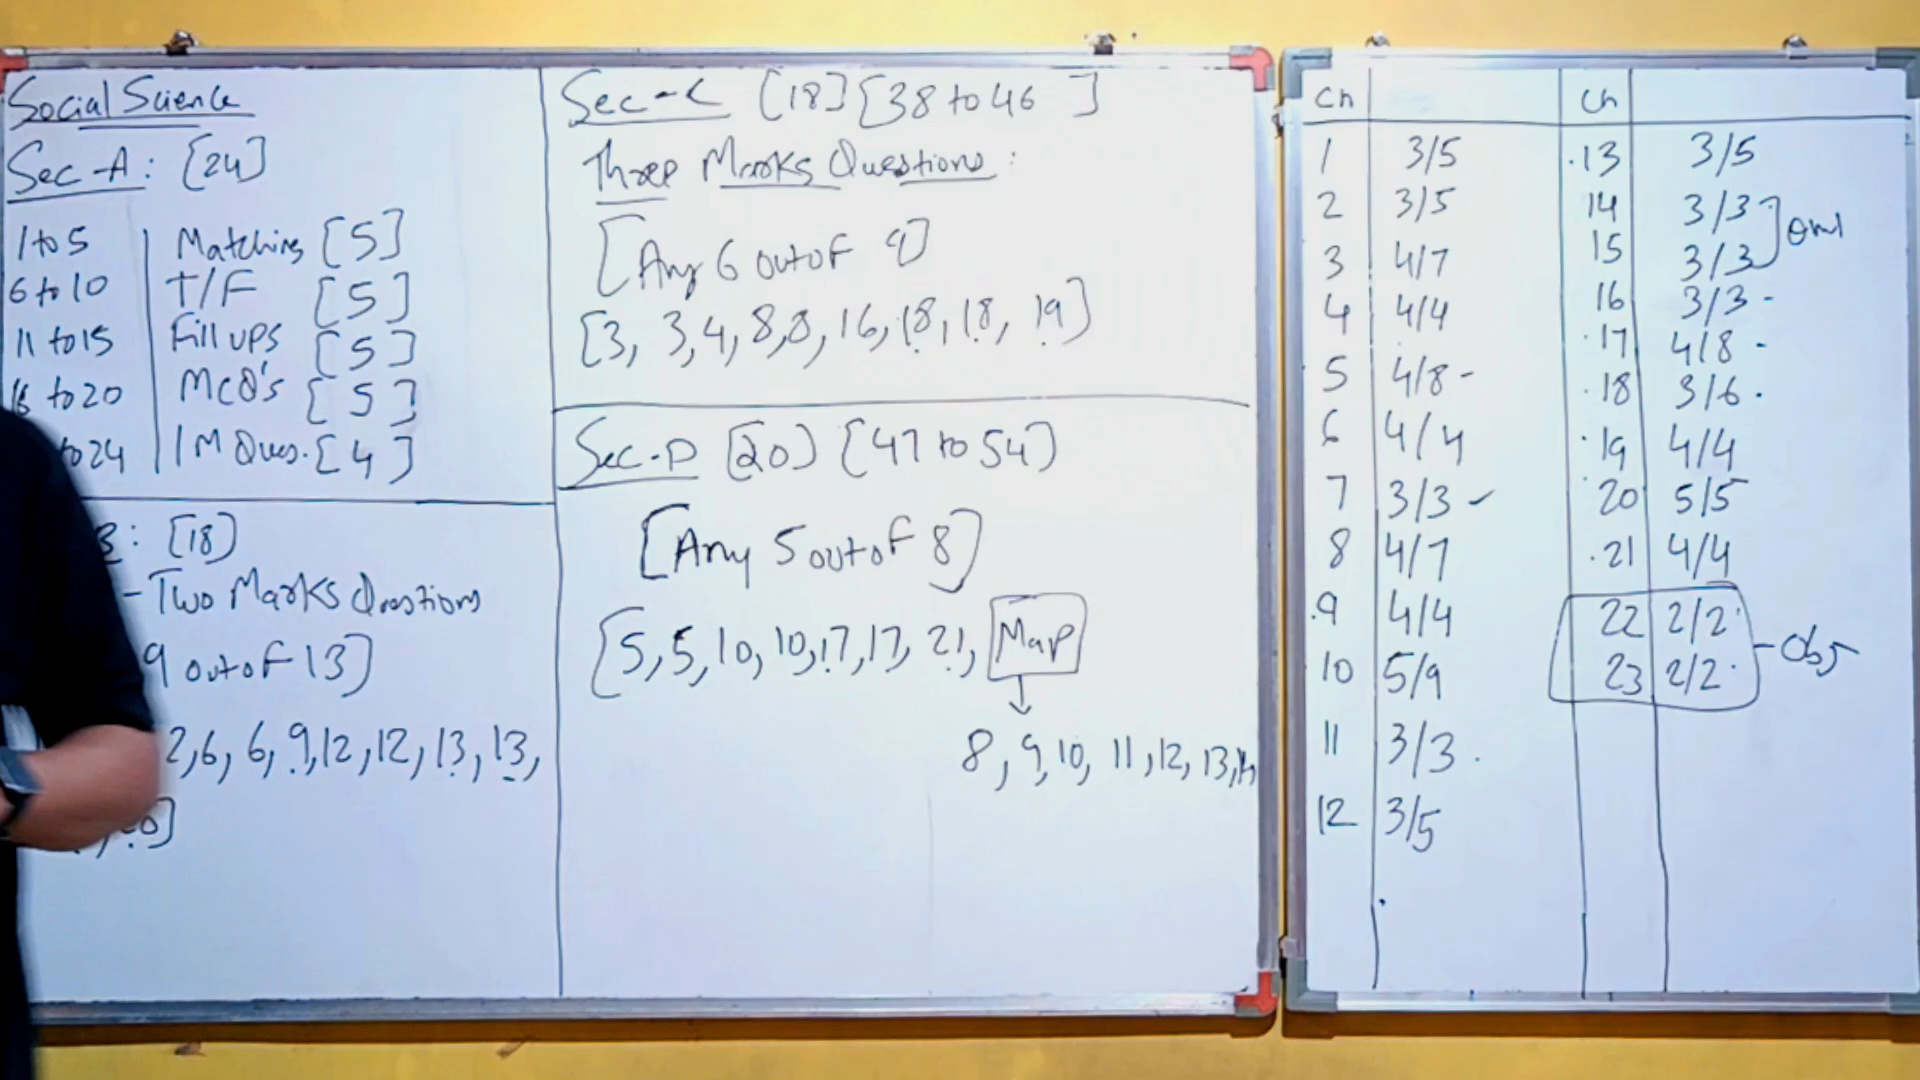 Social Science
Sec-A: [24]
1 to 5 Matching [5]
6 to 10 T/F [5]
11 to 15 Fill ups [5]
to 20 MCQ's [5]
to 24 1 M Ques. [4]
B: [18]
- Two Marks Questions
9 out of 13]
2, 6, 6, 9, 12, 12, 13, 13,
Sec-C [18] [38 to 46 ]
Three Marks Questions:
[Any 6 out of 9]
[3, 3, 4, 8, 8, 16, 18, 18, 19]
Sec-D [20] [47 to 54]
[Any 5 out of 8]
[5, 5, 10, 10, 17, 17, 21, Map]
8, 9, 10, 11, 12, 13,
Ch Ch
1 3/5 13 3/5
2 3/5 14 3/3
3 4/7 15 3/3
4 4/4 16 3/3 -
5 4/8 - 17 4/8 -
6 4/4 18 3/6 .
7 3/3 19 4/4
8 4/7 20 5/5
9 4/4 21 4/4
10 5/9 22 2/2
11 3/3 23 2/2 - Obj
12 3/5